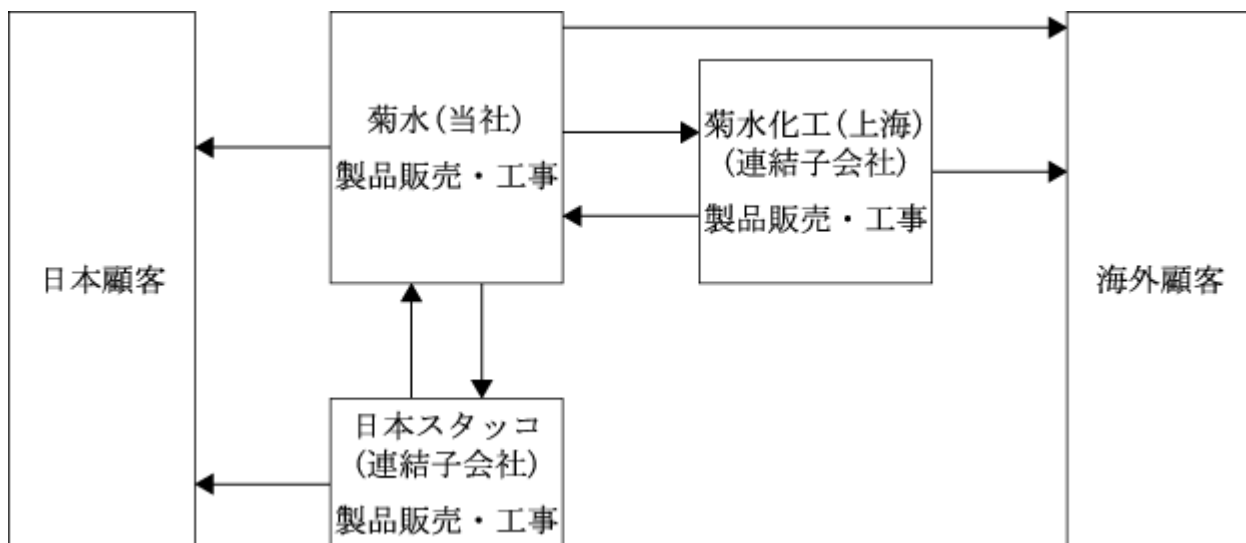 日本顧客
菊水(当社)
製品販売・工事
菊水化工(上海)
(連結子会社)
製品販売・工事
海外顧客
日本スタッコ
(連結子会社)
製品販売・工事